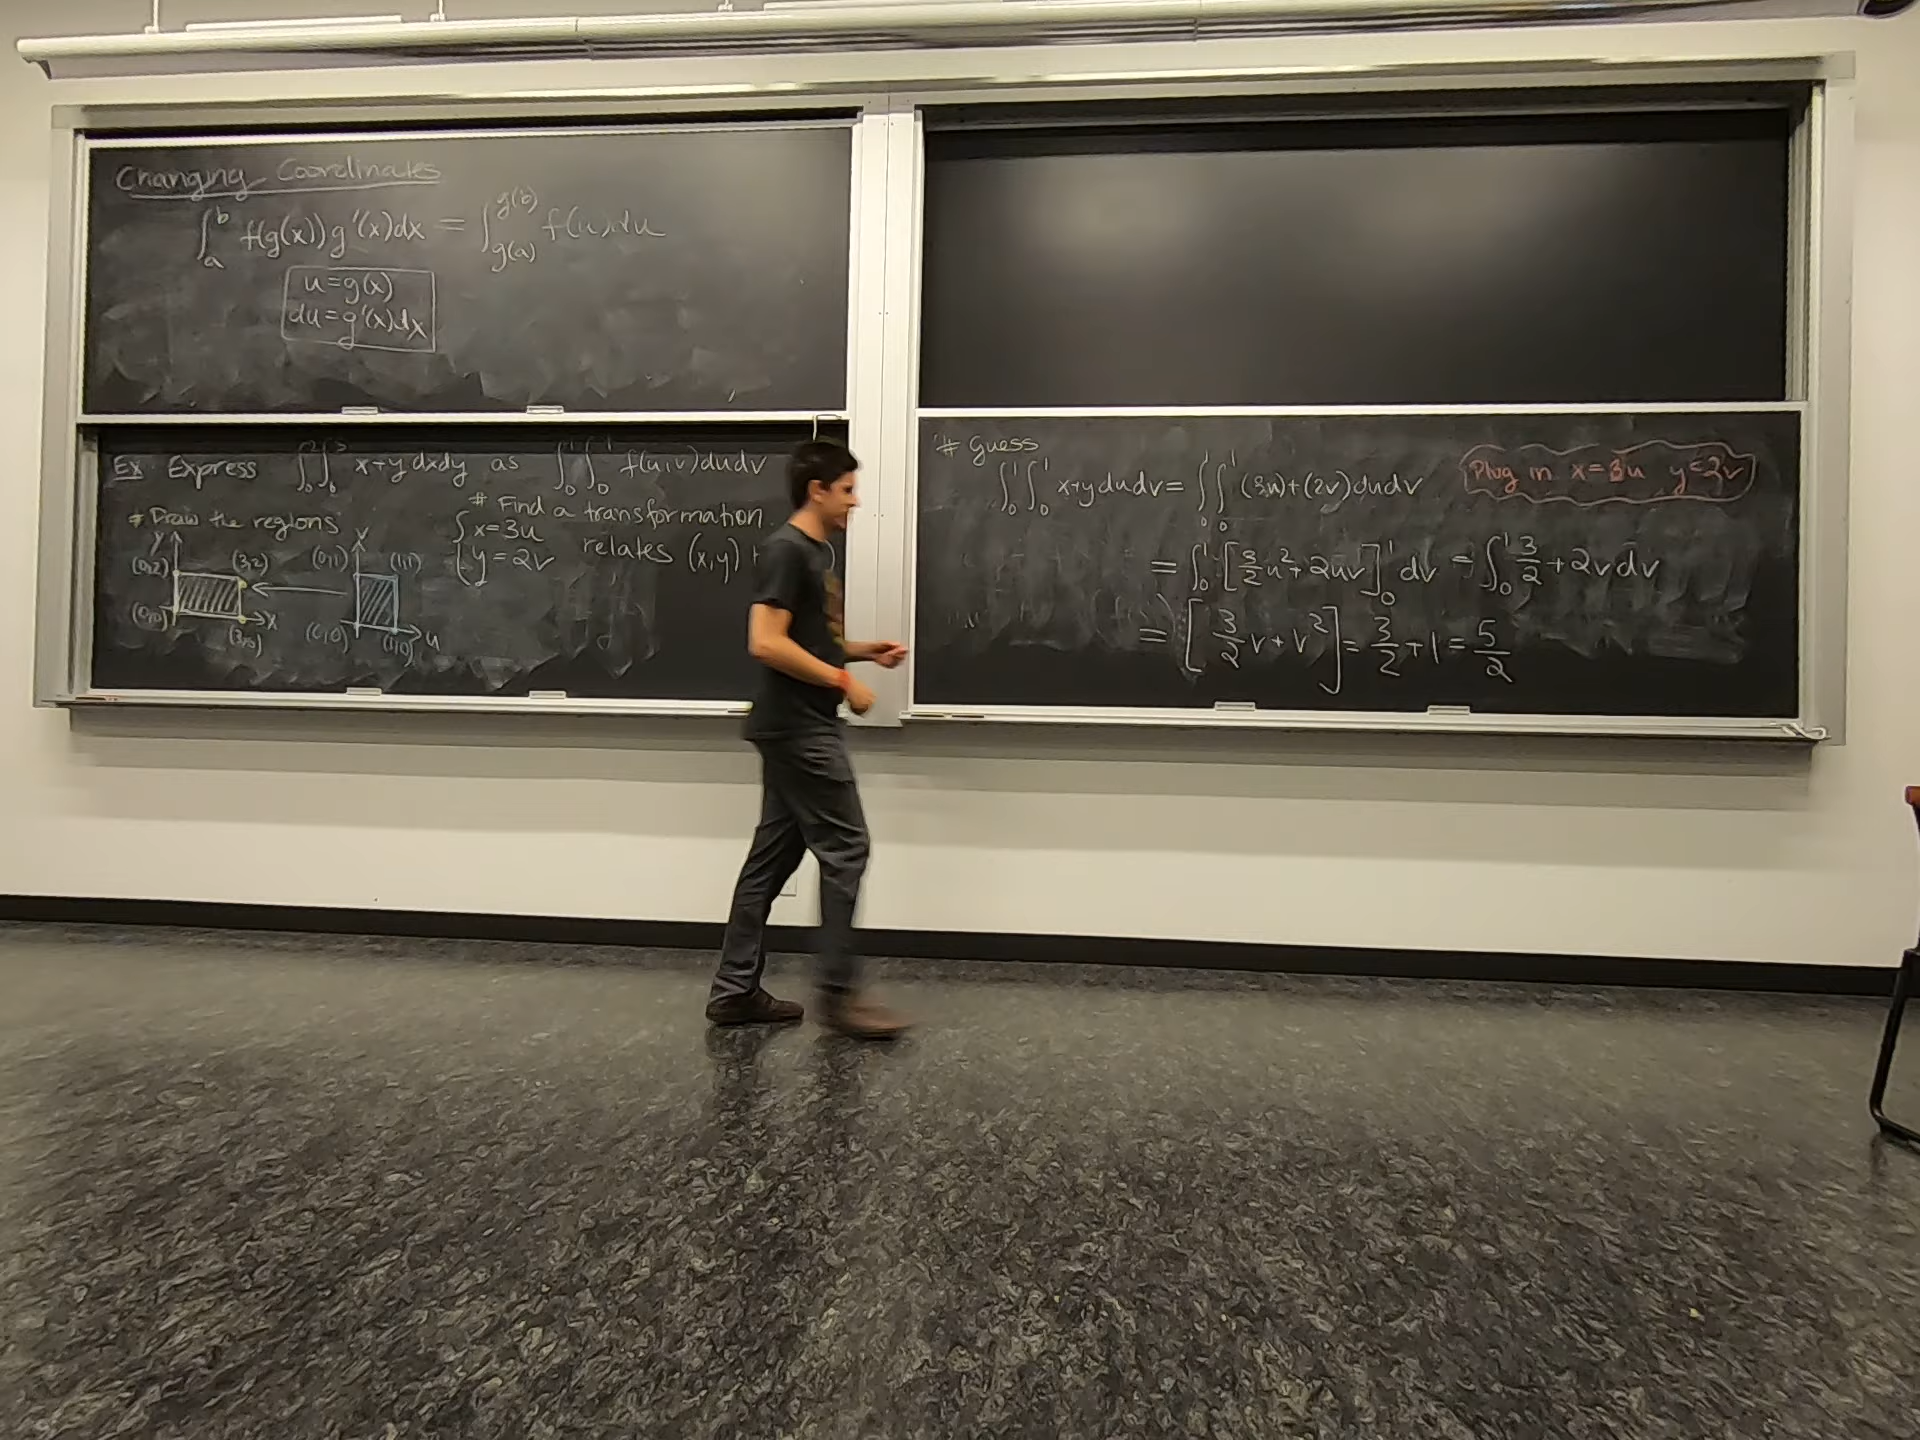 Changing Coordinates
∫_a^b f(g(x)) g'(x)dx = ∫_{g(a)}^{g(b)} f(u)du
u=g(x)
du=g'(x)dx
Ex. Express ∫_0^2 ∫_0^3 x+y dxdy as ∫_0^1 ∫_0^1 f(u,v)dudv
# Draw the regions
# Find a transformation
{ x=3u
y=2v
relates (x,y)
y
(0,2)
(3,2)
(0,0)
(3,0)
x
v
(0,1)
(1,1)
(0,0)
(1,0)
u
# Guess
∫_0^1 ∫_0^1 x+y dudv = ∫_0^1 ∫_0^1 (3u)+(2v)dudv
Plug in x=3u y=2v
= ∫_0^1 [3/2 u² + 2uv]_0^1 dv = ∫_0^1 3/2 + 2v dv
= [3/2 v + v²] = 3/2 + 1 = 5/2